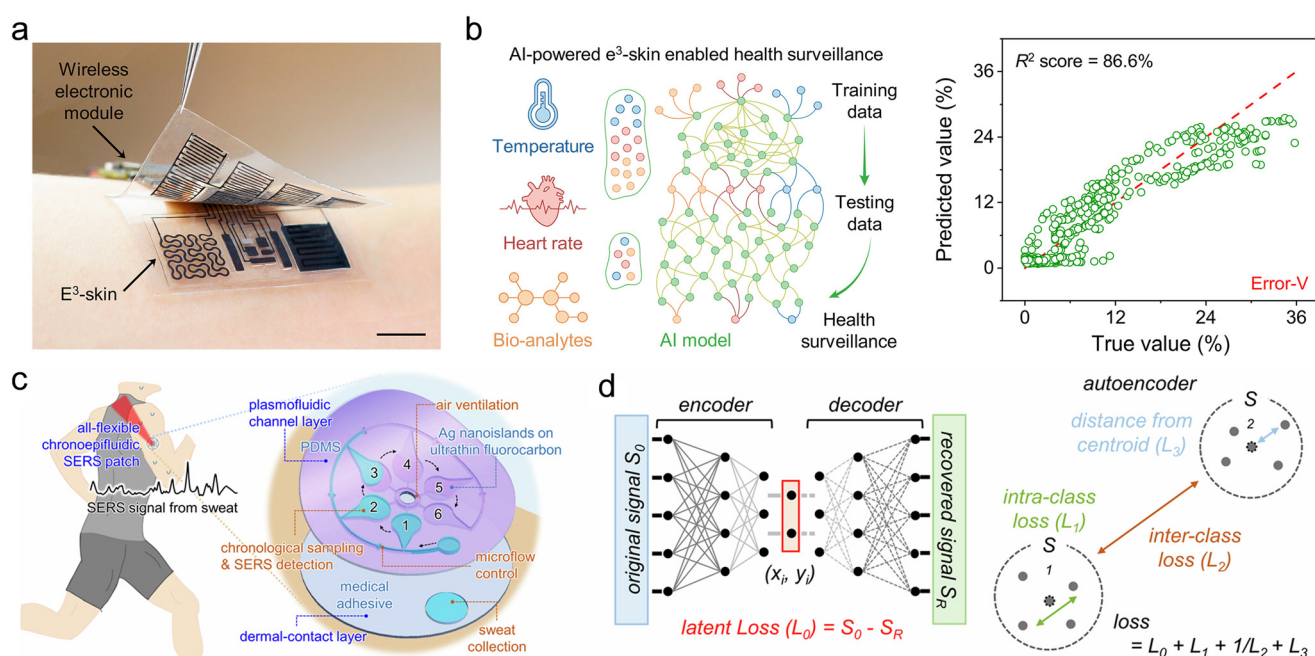 a
Wireless
electronic
module
E³-skin
b
AI-powered e³-skin enabled health surveillance
Temperature
Heart rate
Bio-analytes
AI model
Training
data
Testing
data
Health
surveillance
R² score = 86.6%
Predicted value (%)
36
24
12
0
Error-V
0
12
24
36
True value (%)
c
all-flexible
chronoepifluidic
SERS patch
SERS signal from sweat
plasmofluidic
channel layer
PDMS
air ventilation
Ag nanoislands on
ultrathin fluorocarbon
1
2
3
4
5
6
chronological sampling
& SERS detection
microflow
control
medical
adhesive
dermal-contact layer
sweat
collection
d
encoder
decoder
original signal S₀
recovered signal S_R
(xᵢ, yᵢ)
latent Loss (L₀) = S₀ - S_R
autoencoder
distance from
centroid (L₃)
S
2
intra-class
loss (L₁)
inter-class
loss (L₂)
S
1
loss
= L₀ + L₁ + 1/L₂ + L₃